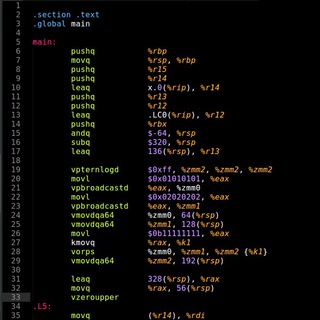 1
2 .section .text
3 .global main
4
5 main:
6 pushq %rbp
7 movq %rsp, %rbp
8 pushq %r15
9 pushq %r14
10 leaq x.0(%rip), %r14
11 pushq %r13
12 pushq %r12
13 leaq .LC0(%rip), %r12
14 pushq %rbx
15 andq $-64, %rsp
16 subq $320, %rsp
17 leaq 136(%rsp), %r13
18
19 vpternlogd $0xff, %zmm2, %zmm2, %zmm2
20 movl $0x01010101, %eax
21 vpbroadcastd %eax, %zmm0
22 movl $0x02020202, %eax
23 vpbroadcastd %eax, %zmm1
24 vmovdqa64 %zmm0, 64(%rsp)
25 vmovdqa64 %zmm1, 128(%rsp)
26 movl $0b11111111, %eax
27 kmovq %rax, %k1
28 vorps %zmm0, %zmm1, %zmm2 {%k1}
29 vmovdqa64 %zmm2, 192(%rsp)
30
31 leaq 328(%rsp), %rax
32 movq %rax, 56(%rsp)
33 vzeroupper
34 .L5:
35 movq (%r14), %rdi